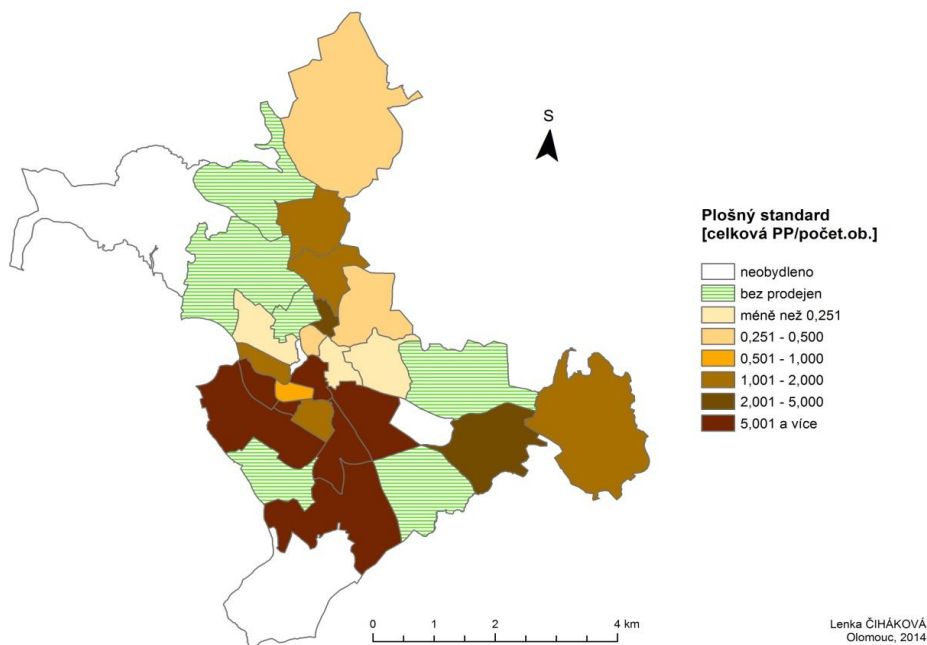 S
Plošný standard
[celková PP/počet.ob.]
neobydleno
bez prodejen
méně než 0,251
0,251 - 0,500
0,501 - 1,000
1,001 - 2,000
2,001 - 5,000
5,001 a více
0 1 2 4 km
Lenka ČIHÁKOVÁ
Olomouc, 2014